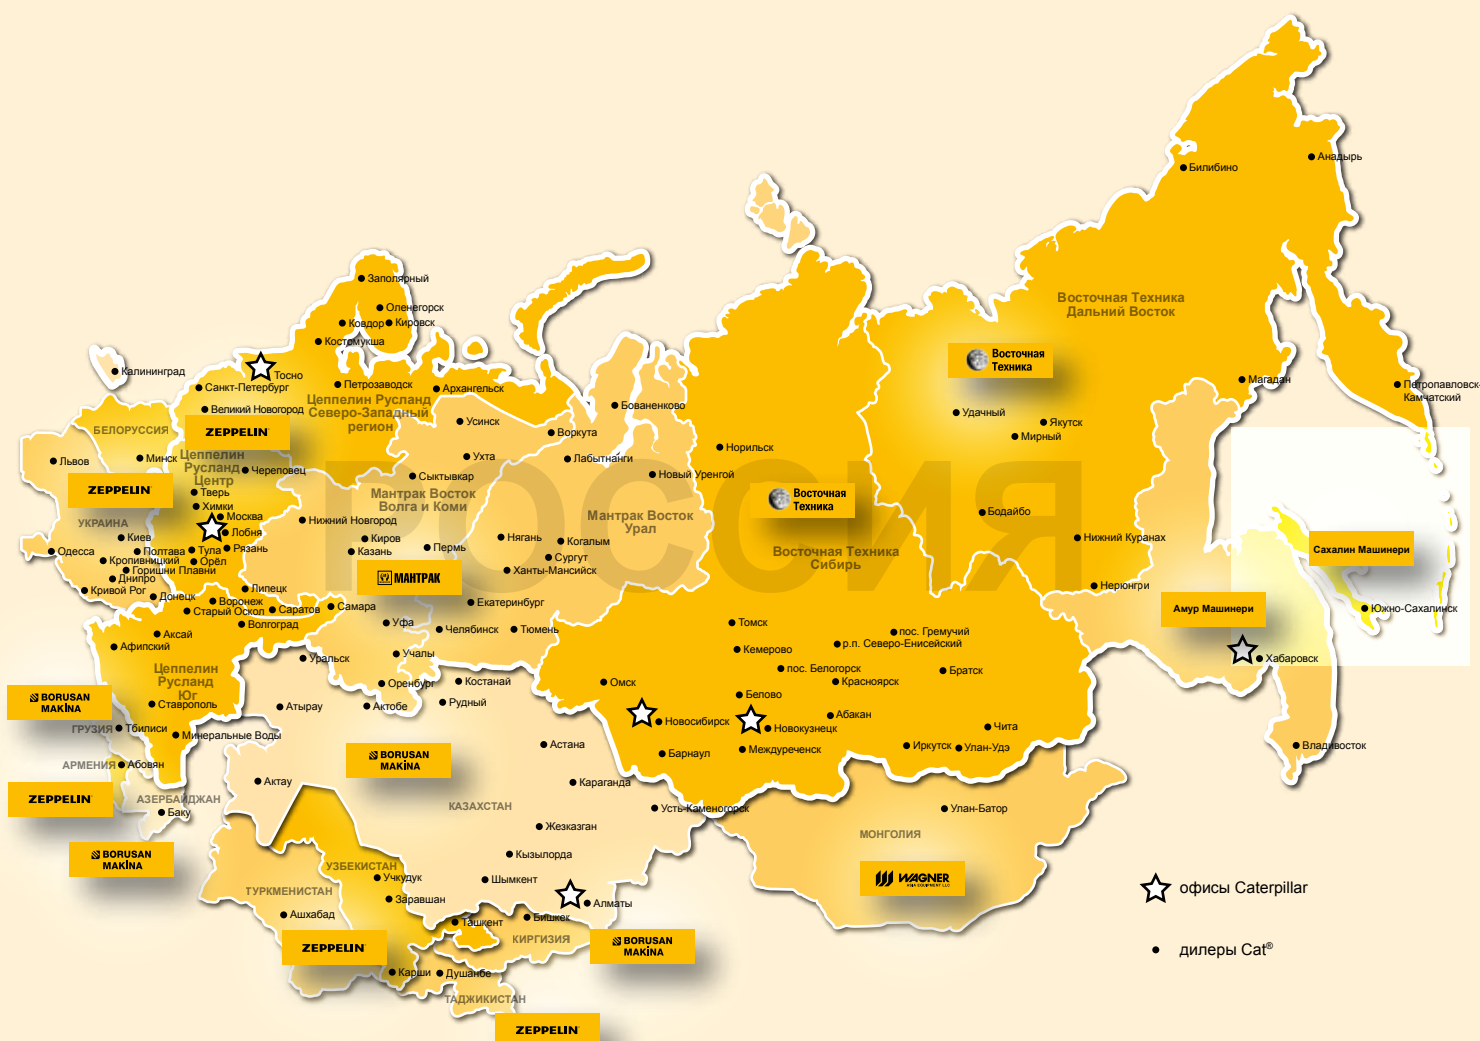 Анадырь
Билибино
Заполярный
Оленегорск
Ковдор
Кировск
Костомукша
Восточная Техника
Дальний Восток
Восточная
Техника
Калининград
Тосно
Санкт-Петербург
Петрозаводск
Архангельск
Магадан
Петропавловск-
Камчатский
Цеппелин Русланд
Северо-Западный
регион
Великий Новгород
Бованенково
Усинск
Воркута
Удачный
Якутск
Мирный
БЕЛОРУССИЯ
ZEPPELIN
Норильск
Львов
Минск
Цеппелин
Русланд
Центр
Череповец
Ухта
Лабытнанги
Сыктывкар
Новый Уренгой
РОССИЯ
ZEPPELIN
Тверь
Химки
Москва
Лобня
Мантрак Восток
Волга и Коми
Мантрак Восток
Урал
Восточная
Техника
Бодайбо
УКРАИНА
Киев
Нижний Новгород
Киров
Казань
Пермь
Нягань
Когалым
Сургут
Ханты-Мансийск
Восточная Техника
Сибирь
Нижний Куранах
Сахалин Машинери
Одесса
Полтава
Тула
Рязань
Кропивницкий
Орёл
Горишни Плавни
Днипро
Кривой Рог
Донецк
Липецк
МАНТРАК
Нерюнгри
Воронеж
Старый Оскол
Саратов
Самара
Екатеринбург
Амур Машинери
Южно-Сахалинск
Волгоград
Уфа
Челябинск
Тюмень
Томск
пос. Гремучий
р.п. Северо-Енисейский
Аксай
Афипский
Уральск
Учалы
Кемерово
Хабаровск
Цеппелин
Русланд
Юг
пос. Белогорск
Красноярск
Братск
Оренбург
Костанай
Омск
BORUSAN
MAKİNA
Ставрополь
Атырау
Актобе
Рудный
Белово
Абакан
ГРУЗИЯ
Тбилиси
Минеральные Воды
Новосибирск
Новокузнецк
Чита
Астана
Барнаул
Междуреченск
Иркутск
Улан-Удэ
Владивосток
BORUSAN
MAKİNA
АРМЕНИЯ
Абовян
Актау
Караганда
ZEPPELIN
АЗЕРБАЙДЖАН
Баку
КАЗАХСТАН
Усть-Каменогорск
Улан-Батор
МОНГОЛИЯ
Жезказган
BORUSAN
MAKİNA
Кызылорда
УЗБЕКИСТАН
Учкудук
Шымкент
WAGNER
ASIA EQUIPMENT LLC
офисы Caterpillar
ТУРКМЕНИСТАН
Заравшан
Алматы
Ашхабад
Ташкент
Бишкек
КИРГИЗИЯ
ZEPPELIN
BORUSAN
MAKİNA
дилеры Cat®
Карши
Душанбе
ТАДЖИКИСТАН
ZEPPELIN